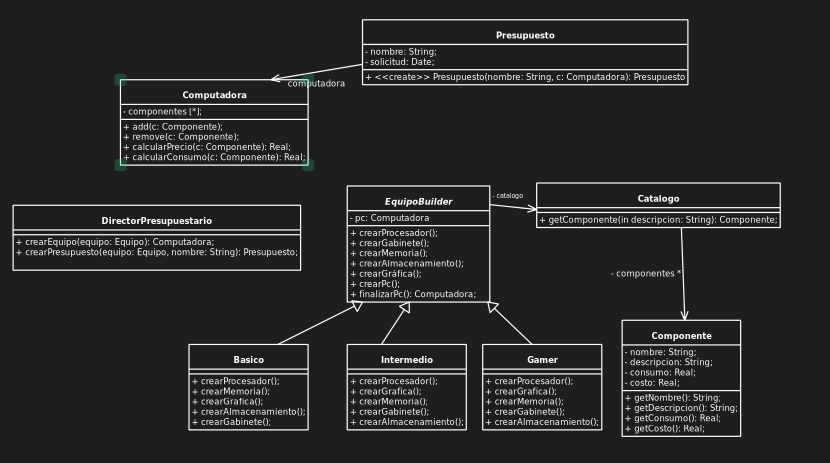 Presupuesto
- nombre: String;
- solicitud: Date;
+ <<create>> Presupuesto(nombre: String, c: Computadora): Presupuesto
computadora
Computadora
- componentes [*];
+ add(c: Componente);
+ remove(c: Componente);
+ calcularPrecio(c: Componente): Real;
+ calcularConsumo(c: Componente): Real;
DirectorPresupuestario
+ crearEquipo(equipo: Equipo): Computadora;
+ crearPresupuesto(equipo: Equipo, nombre: String): Presupuesto;
EquipoBuilder
- pc: Computadora
+ crearProcesador();
+ crearGabinete();
+ crearMemoria();
+ crearAlmacenamiento();
+ crearGráfica();
+ crearPc();
+ finalizarPc(): Computadora;
- catalogo
Catalogo
+ getComponente(in descripcion: String): Componente;
- componentes *
Componente
- nombre: String;
- descripcion: String;
- consumo: Real;
- costo: Real;
+ getNombre(): String;
+ getDescripcion(): String;
+ getConsumo(): Real;
+ getCosto(): Real;
Basico
+ crearProcesador();
+ crearMemoria();
+ crearGrafica();
+ crearAlmacenamiento();
+ crearGabinete();
Intermedio
+ crearProcesador();
+ crearGrafica();
+ crearMemoria();
+ crearGabinete();
+ crearAlmacenamiento();
Gamer
+ crearProcesador();
+ crearGrafica();
+ crearMemoria();
+ crearGabinete();
+ crearAlmacenamiento();